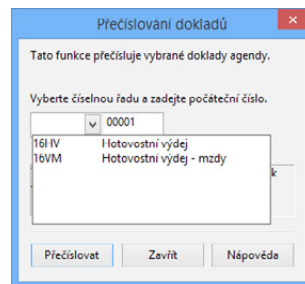 Přečíslování dokladů
Tato funkce přečísluje vybrané doklady agendy.
Vyberte číselnou řadu a zadejte počáteční číslo.
00001
16HV Hotovostní výdej
16VM Hotovostní výdej - mzdy
k
Přečíslovat Zavřít Nápověda